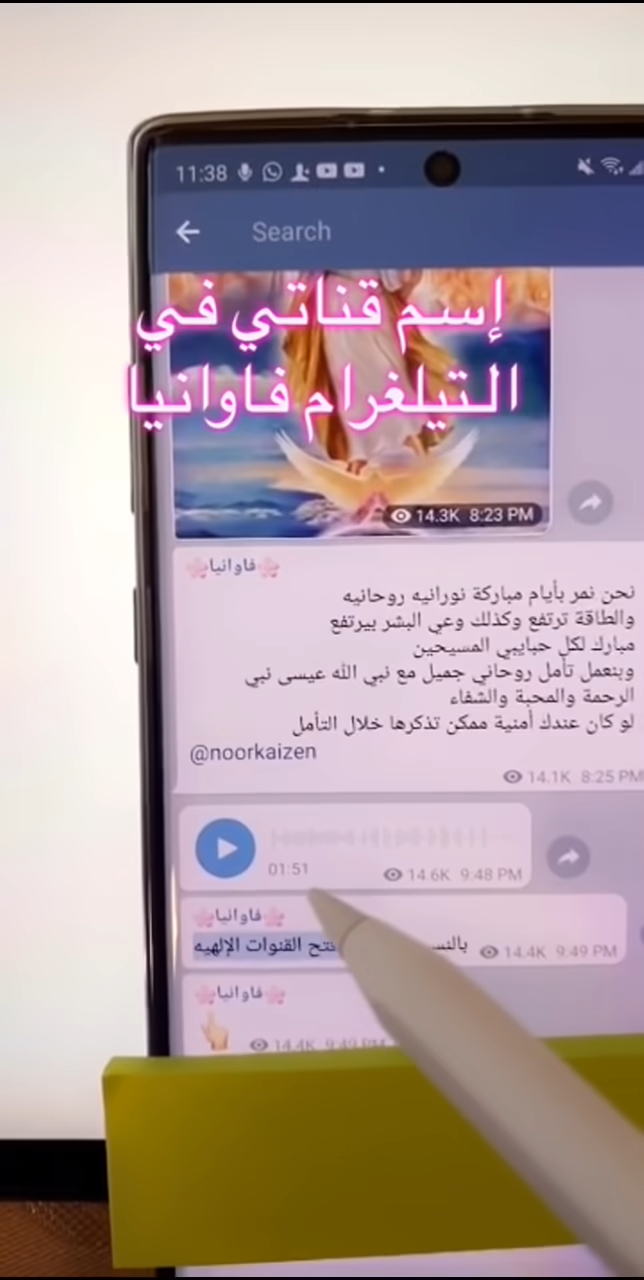 11:38
Search
إسم قناتي في
التيلغرام فاوانيا
14.3K 8:23 PM
🌸فاوانيا🌸
نحن نمر بأيام مباركة نورانيه روحانيه
والطاقة ترتفع وكذلك وعي البشر بيرتفع
مبارك لكل حبايبي المسيحين
وبنعمل تأمل روحاني جميل مع نبي الله عيسى نبي
الرحمة والمحبة والشفاء
لو كان عندك أمنية ممكن تذكرها خلال التأمل
@noorkaizen
14.1K 8:25 PM
01:51
14.6K 9:48 PM
🌸فاوانيا🌸
القنوات الإلهيه
14.4K 9:49 PM
🌸فاوانيا🌸
👆🏻
14.4K 9:49 PM